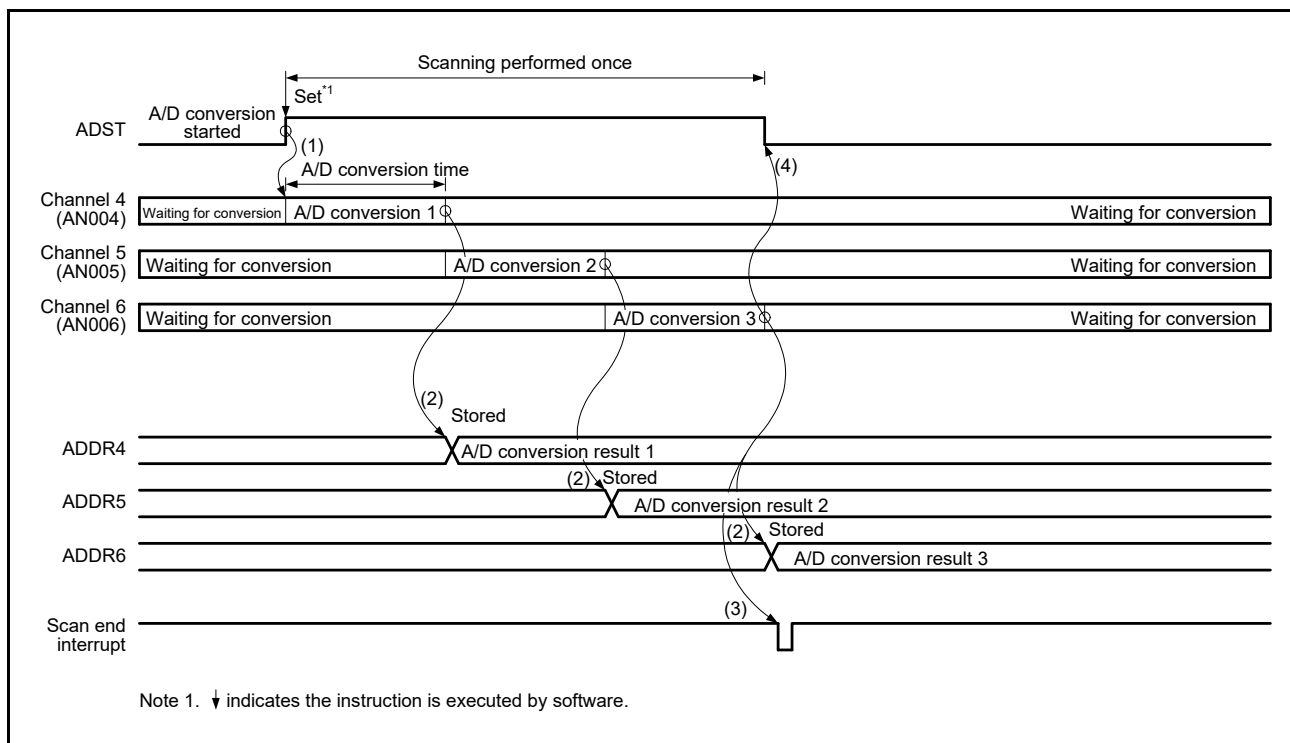 Scanning performed once
Set*1
A/D conversion
started
ADST
(1)
(4)
A/D conversion time
Channel 4
(AN004)
Waiting for conversion
A/D conversion 1
Waiting for conversion
Channel 5
(AN005)
Waiting for conversion
A/D conversion 2
Waiting for conversion
Channel 6
(AN006)
Waiting for conversion
A/D conversion 3
Waiting for conversion
(2)
Stored
ADDR4
A/D conversion result 1
(2)
Stored
ADDR5
A/D conversion result 2
(2)
Stored
ADDR6
A/D conversion result 3
(3)
Scan end
interrupt
Note 1. ↓ indicates the instruction is executed by software.